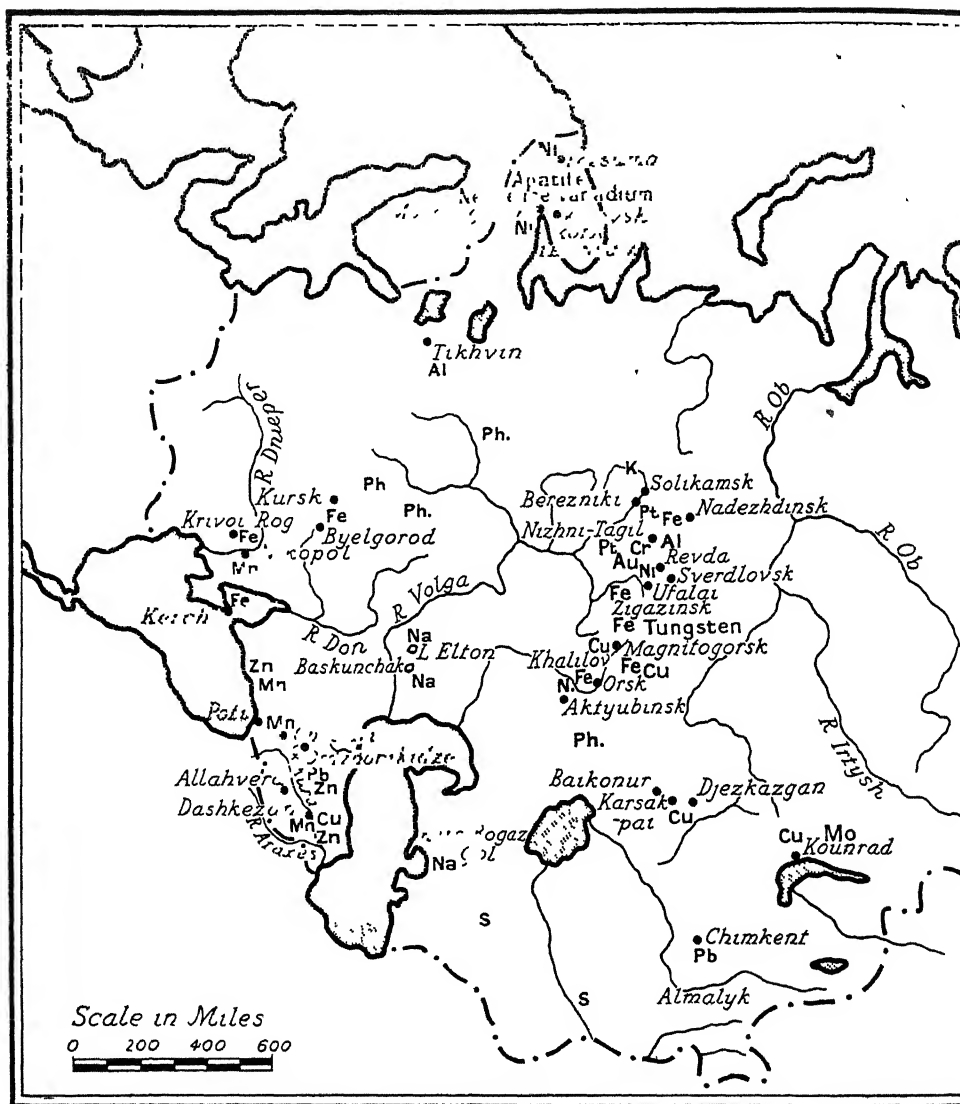 Apatite
Tikhvin
Al
R Dnieper
R Ob
Ph.
Ph
Ph.
K
Solikamsk
Berezniki
Kursk
Fe
Pt
Fe
Nadezhdinsk
Krivoi Rog
Fe
Byelgorod
Nizhni-Tagil
Al
Pt
Cr
Au
Revda
R Ob
Mn
Ni
Sverdlovsk
R Volga
Fe
Ufalai
Zigazinsk
Fe
Kerch
R Don
Fe
Tungsten
Na
L Elton
Cu
Magnitogorsk
Baskunchak
Khalilov
Fe
Cu
Zn
Na
Fe
Orsk
Mn
Aktyubinsk
Poti
Mn
Ph.
R Irtysh
Pb
Allahver
Zn
Baikonur
Djezkazgan
Dashkezan
Karsak
pai
Cu
Mn
Cu
Zn
R Araxes
Cu
Mo
Kounrad
Na
S
Chimkent
Pb
S
Almalyk
Scale in Miles
0 200 400 600